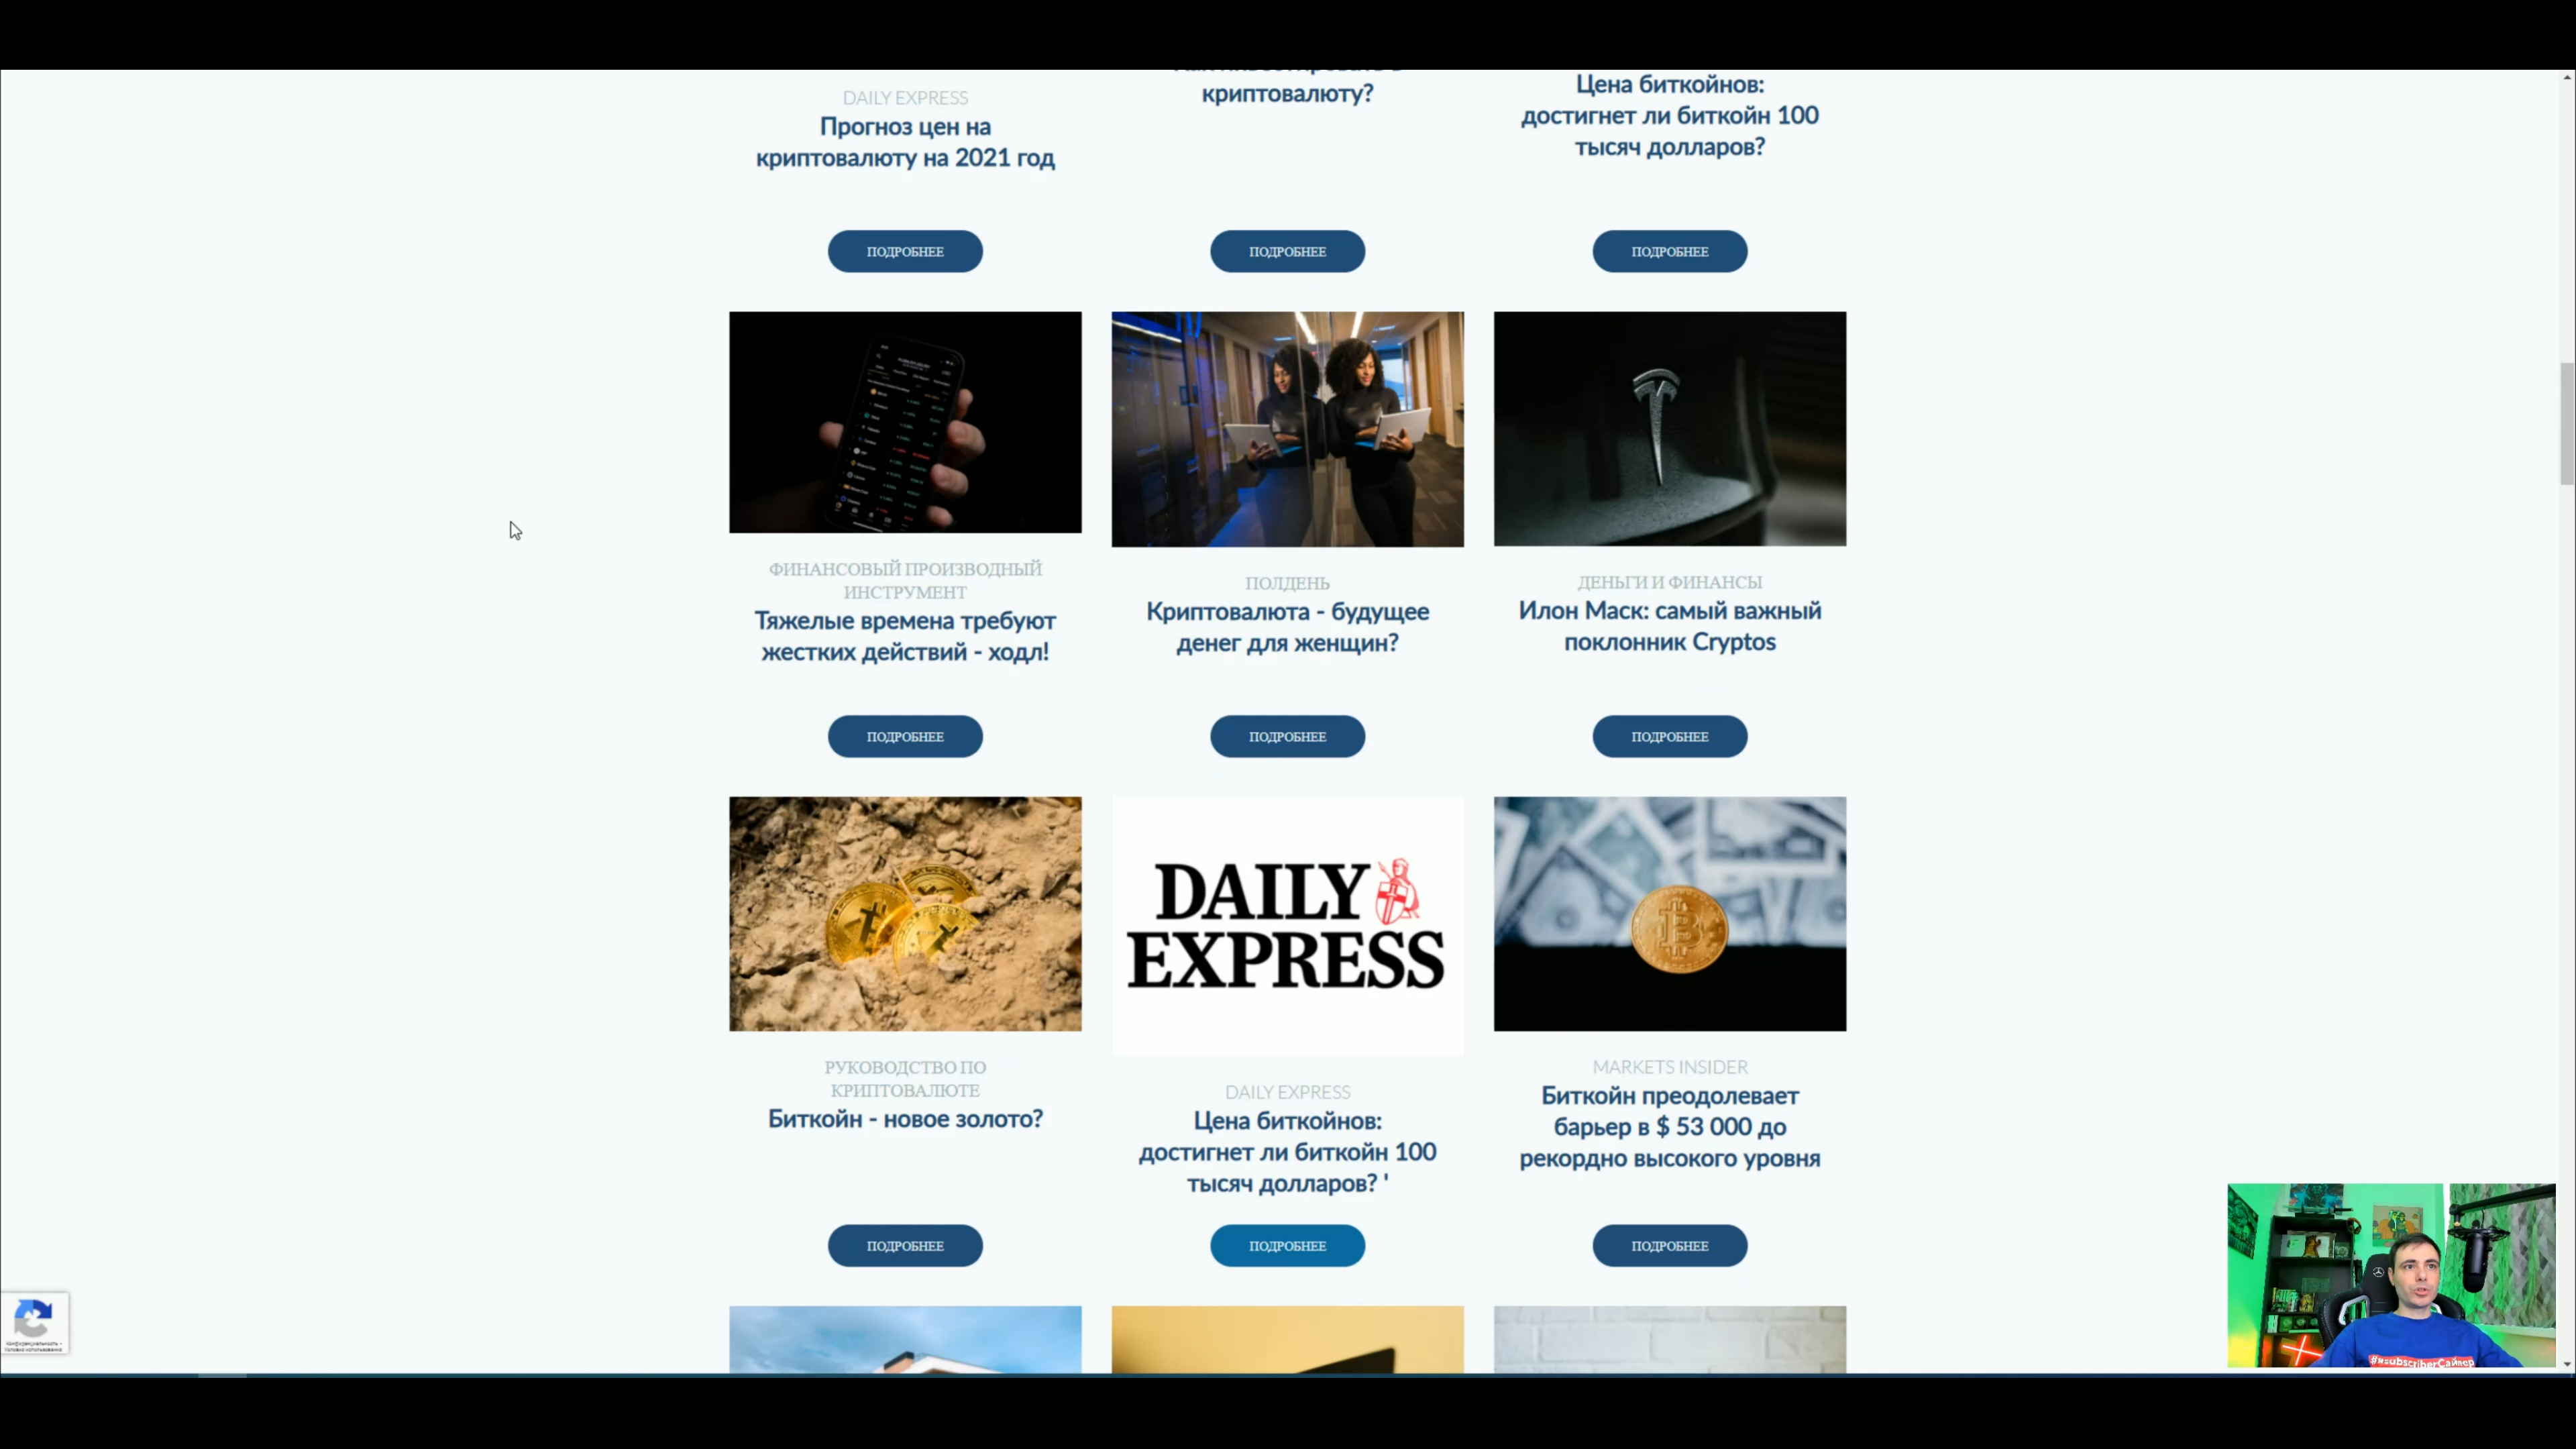 криптовалюту?
DAILY EXPRESS
Прогноз цен на
криптовалюту на 2021 год
Цена биткойнов:
достигнет ли биткойн 100
тысяч долларов?
ПОДРОБНЕЕ
ПОДРОБНЕЕ
ПОДРОБНЕЕ
ФИНАНСОВЫЙ ПРОИЗВОДНЫЙ
ИНСТРУМЕНТ
Тяжелые времена требуют
жестких действий - ходл!
ПОЛДЕНЬ
Криптовалюта - будущее
денег для женщин?
ДЕНЬГИ И ФИНАНСЫ
Илон Маск: самый важный
поклонник Cryptos
ПОДРОБНЕЕ
ПОДРОБНЕЕ
ПОДРОБНЕЕ
DAILY
EXPRESS
РУКОВОДСТВО ПО
КРИПТОВАЛЮТЕ
Биткойн - новое золото?
DAILY EXPRESS
Цена биткойнов:
достигнет ли биткойн 100
тысяч долларов? '
MARKETS INSIDER
Биткойн преодолевает
барьер в $ 53 000 до
рекордно высокого уровня
ПОДРОБНЕЕ
ПОДРОБНЕЕ
ПОДРОБНЕЕ